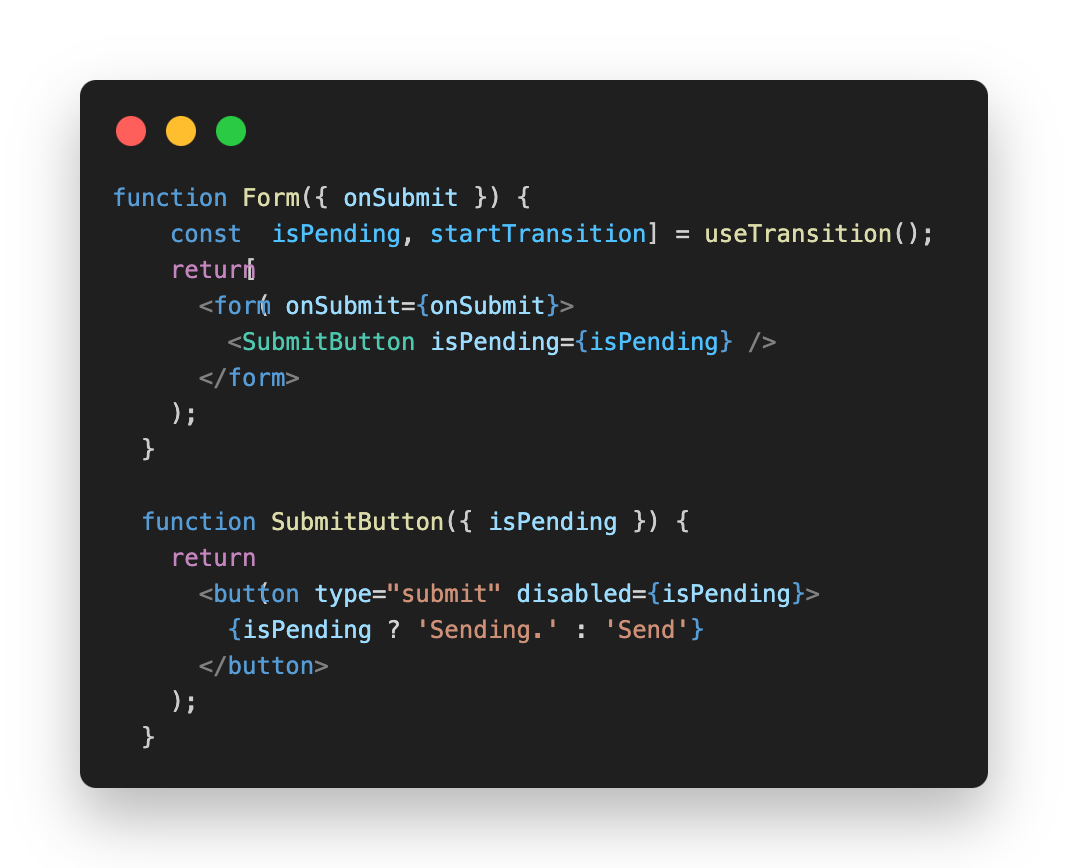 function Form({ onSubmit }) {
    const [isPending, startTransition] = useTransition();
    return (
      <form onSubmit={onSubmit}>
        <SubmitButton isPending={isPending} />
      </form>
    );
  }

  function SubmitButton({ isPending }) {
    return (
      <button type="submit" disabled={isPending}>
        {isPending ? 'Sending.' : 'Send'}
      </button>
    );
  }